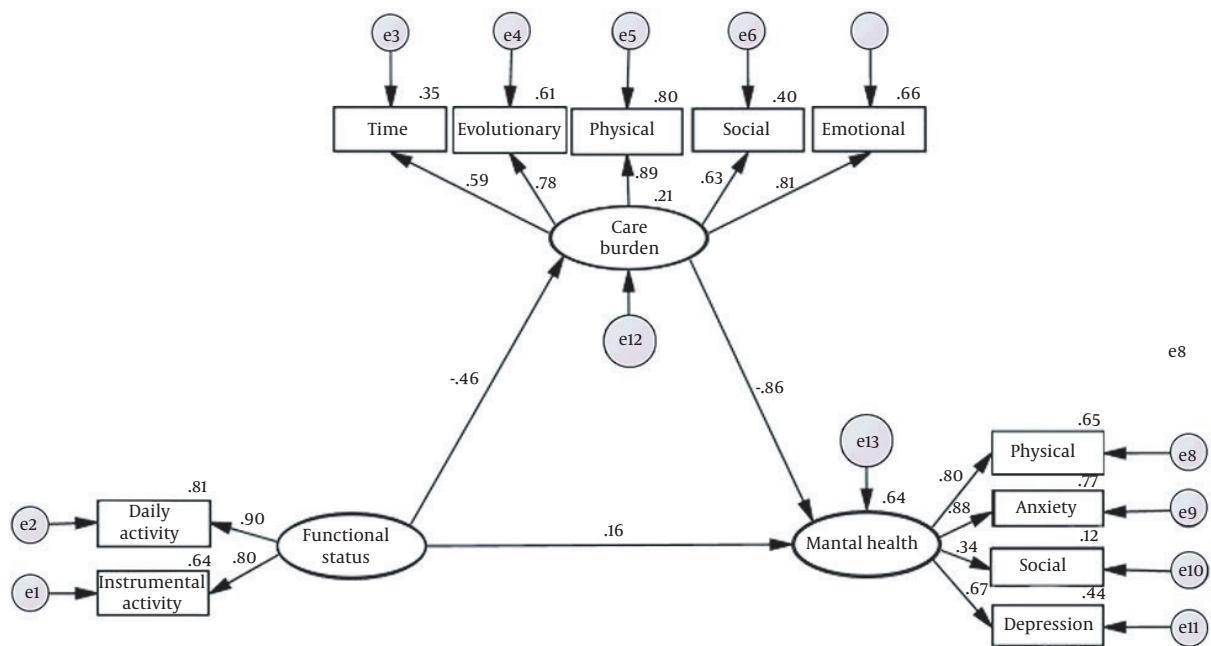 e3
e4
e5
e6
.35
.61
.80
.40
.66
Time
Evolutionary
Physical
Social
Emotional
.59
.78
.89
.63
.81
.21
Care
burden
e12
e8
-.46
-.86
e13
.65
Physical
e8
.80
.64
.77
Anxiety
e9
.88
.81
Daily
activity
e2
.90
Functional
status
.16
Mantal health
.12
Social
e10
.34
.64
Instrumental
activity
e1
.80
.67
.44
Depression
e11